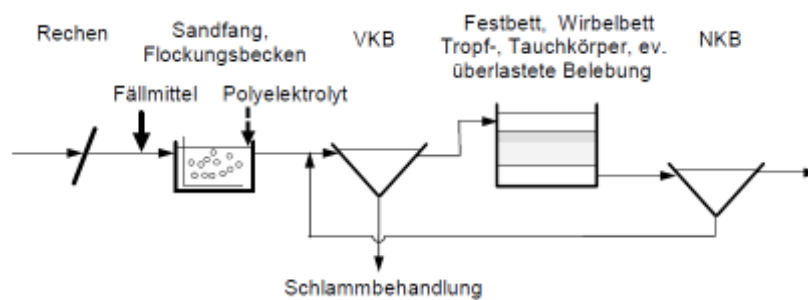 Rechen
Sandfang,
Flockungsbecken
VKB
Festbett, Wirbelbett
Tropf-, Tauchkörper, ev.
überlastete Belebung
NKB
Fällmittel
Polyelektrolyt
Schlammbehandlung